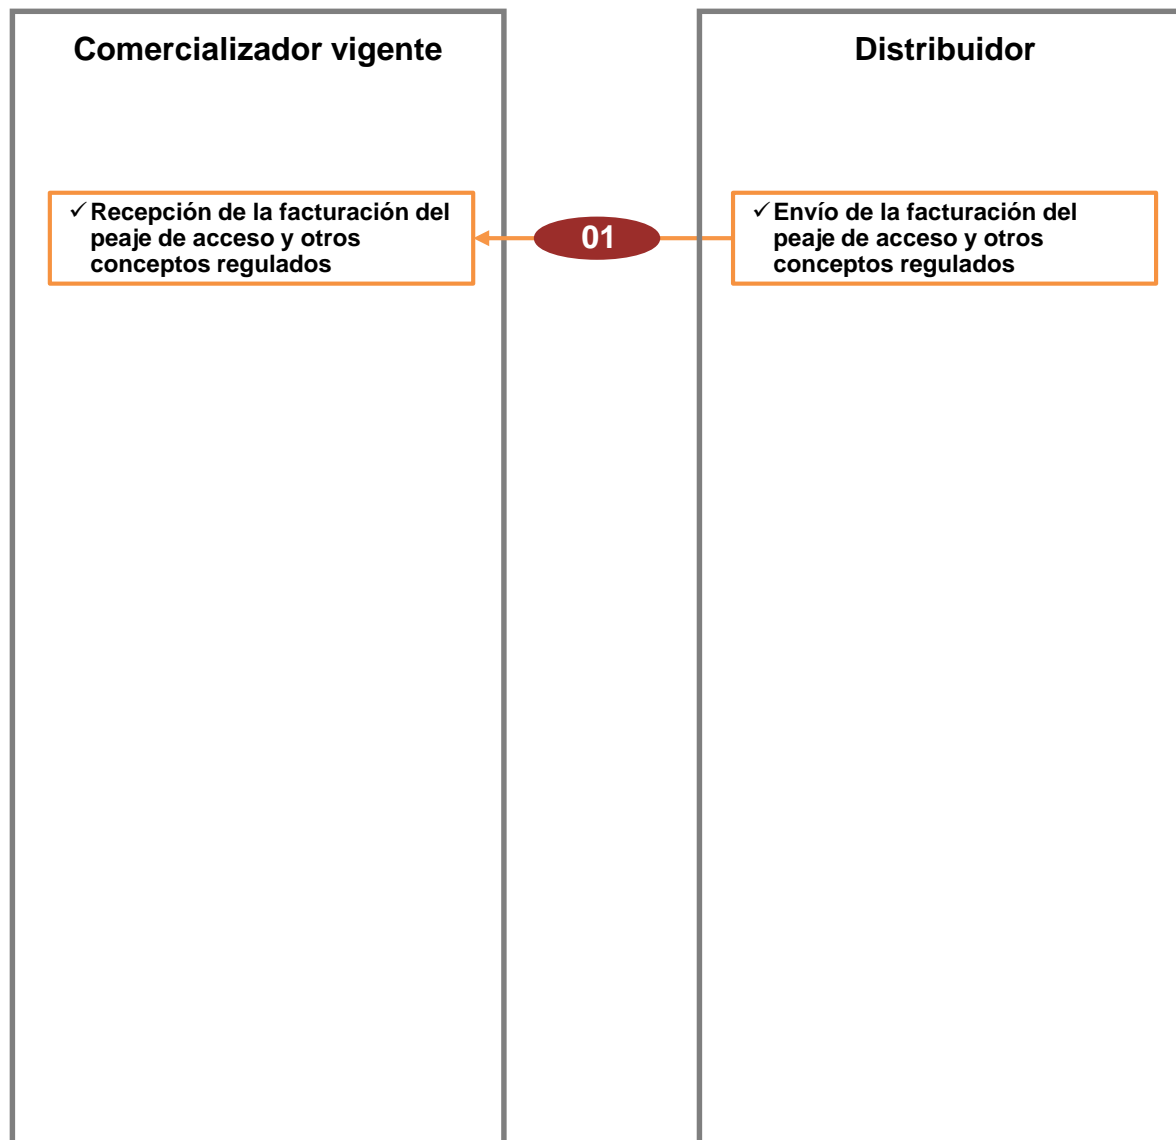 Comercializador vigente
Distribuidor
✓ Recepción de la facturación del
peaje de acceso y otros
conceptos regulados
01
✓ Envío de la facturación del
peaje de acceso y otros
conceptos regulados